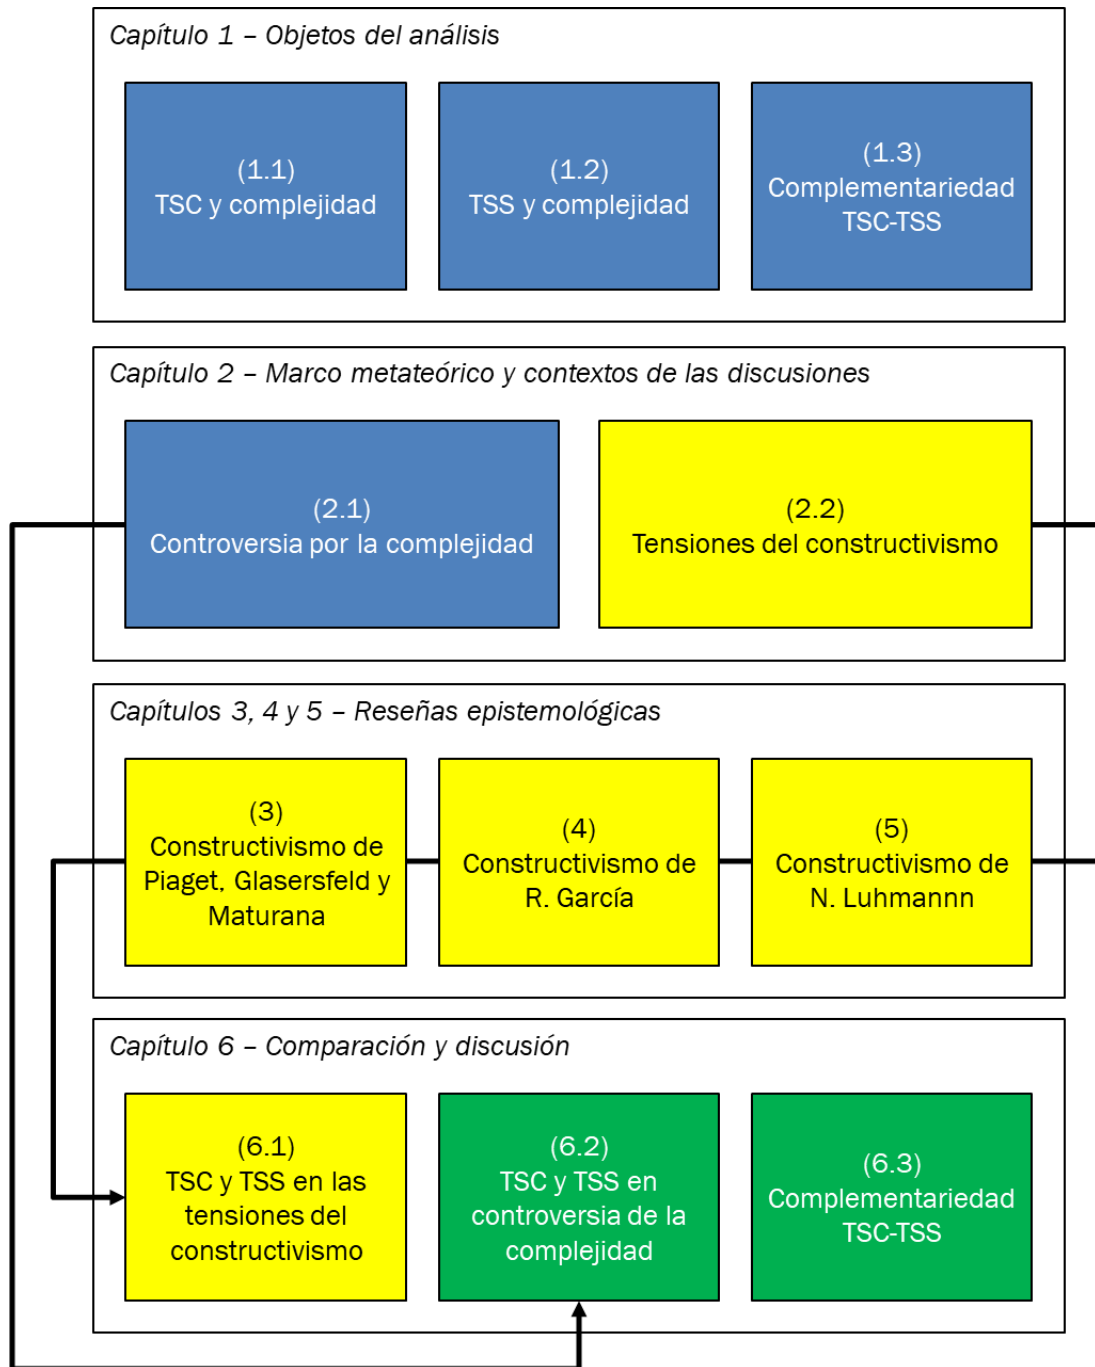 Capítulo 1 – Objetos del análisis
(1.1)
TSC y complejidad
(1.2)
TSS y complejidad
(1.3)
Complementariedad
TSC-TSS
Capítulo 2 – Marco metateórico y contextos de las discusiones
(2.1)
Controversia por la complejidad
(2.2)
Tensiones del constructivismo
Capítulos 3, 4 y 5 – Reseñas epistemológicas
(3)
Constructivismo de
Piaget, Glasersfeld y
Maturana
(4)
Constructivismo de
R. García
(5)
Constructivismo de
N. Luhmannn
Capítulo 6 – Comparación y discusión
(6.1)
TSC y TSS en las
tensiones del
constructivismo
(6.2)
TSC y TSS en
controversia de la
complejidad
(6.3)
Complementariedad
TSC-TSS